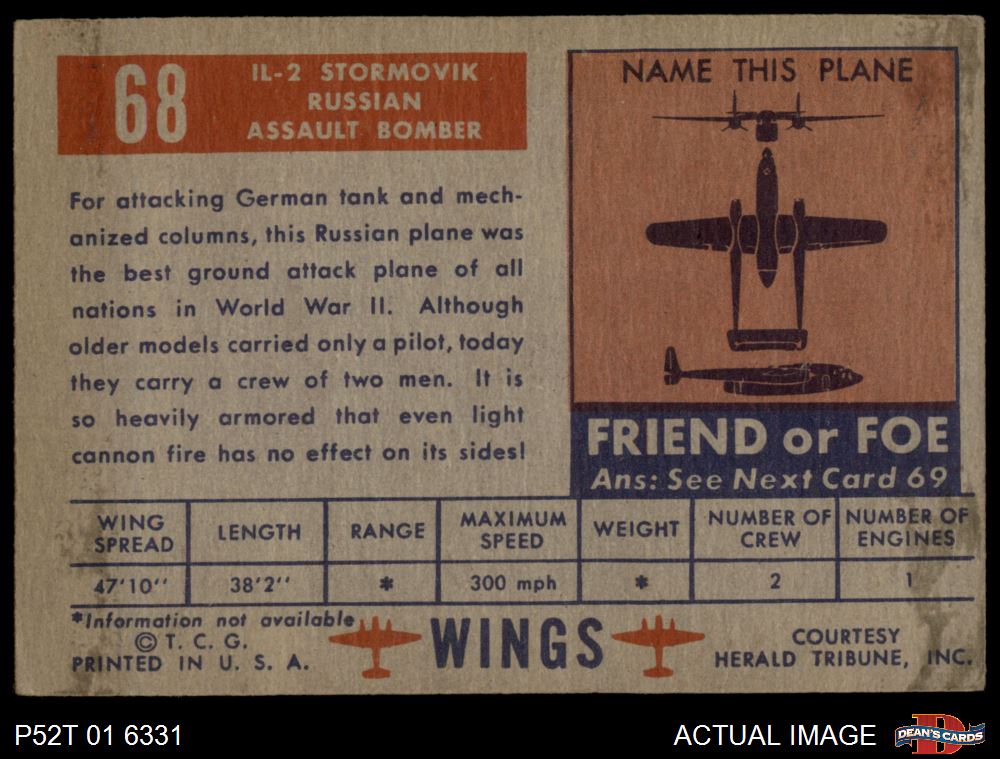 68
IL-2 STORMOVIK
RUSSIAN
ASSAULT BOMBER
For attacking German tank and mech-
anized columns, this Russian plane was
the best ground attack plane of all
nations in World War II. Although
older models carried only a pilot, today
they carry a crew of two men. It is
so heavily armored that even light
cannon fire has no effect on its sides!
NAME THIS PLANE
FRIEND or FOE
Ans: See Next Card 69
WING SPREAD LENGTH RANGE MAXIMUM SPEED WEIGHT NUMBER OF CREW NUMBER OF ENGINES
47'10'' 38'2'' * 300 mph * 2 1
*Information not available
© T. C. G.
PRINTED IN U. S. A.
WINGS
COURTESY
HERALD TRIBUNE, INC.
P52T 01 6331
ACTUAL IMAGE
DEAN'S CARDS